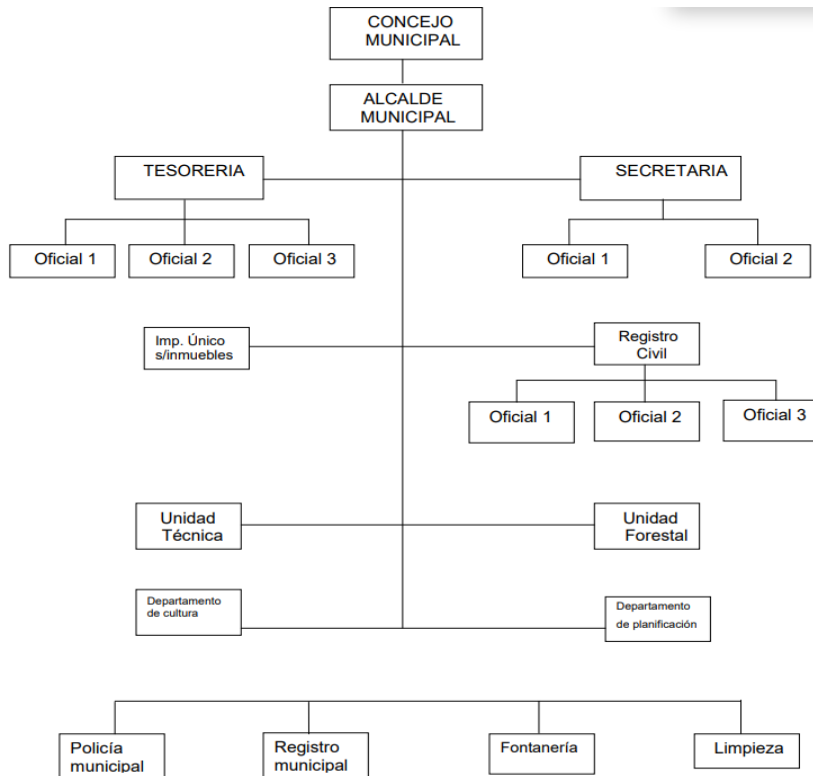 CONCEJO
MUNICIPAL
ALCALDE
MUNICIPAL
TESORERIA
SECRETARIA
Oficial 1
Oficial 2
Oficial 3
Oficial 1
Oficial 2
Imp. Único
s/inmuebles
Registro
Civil
Oficial 1
Oficial 2
Oficial 3
Unidad
Técnica
Unidad
Forestal
Departamento
de cultura
Departamento
de planificación
Policía
municipal
Registro
municipal
Fontanería
Limpieza